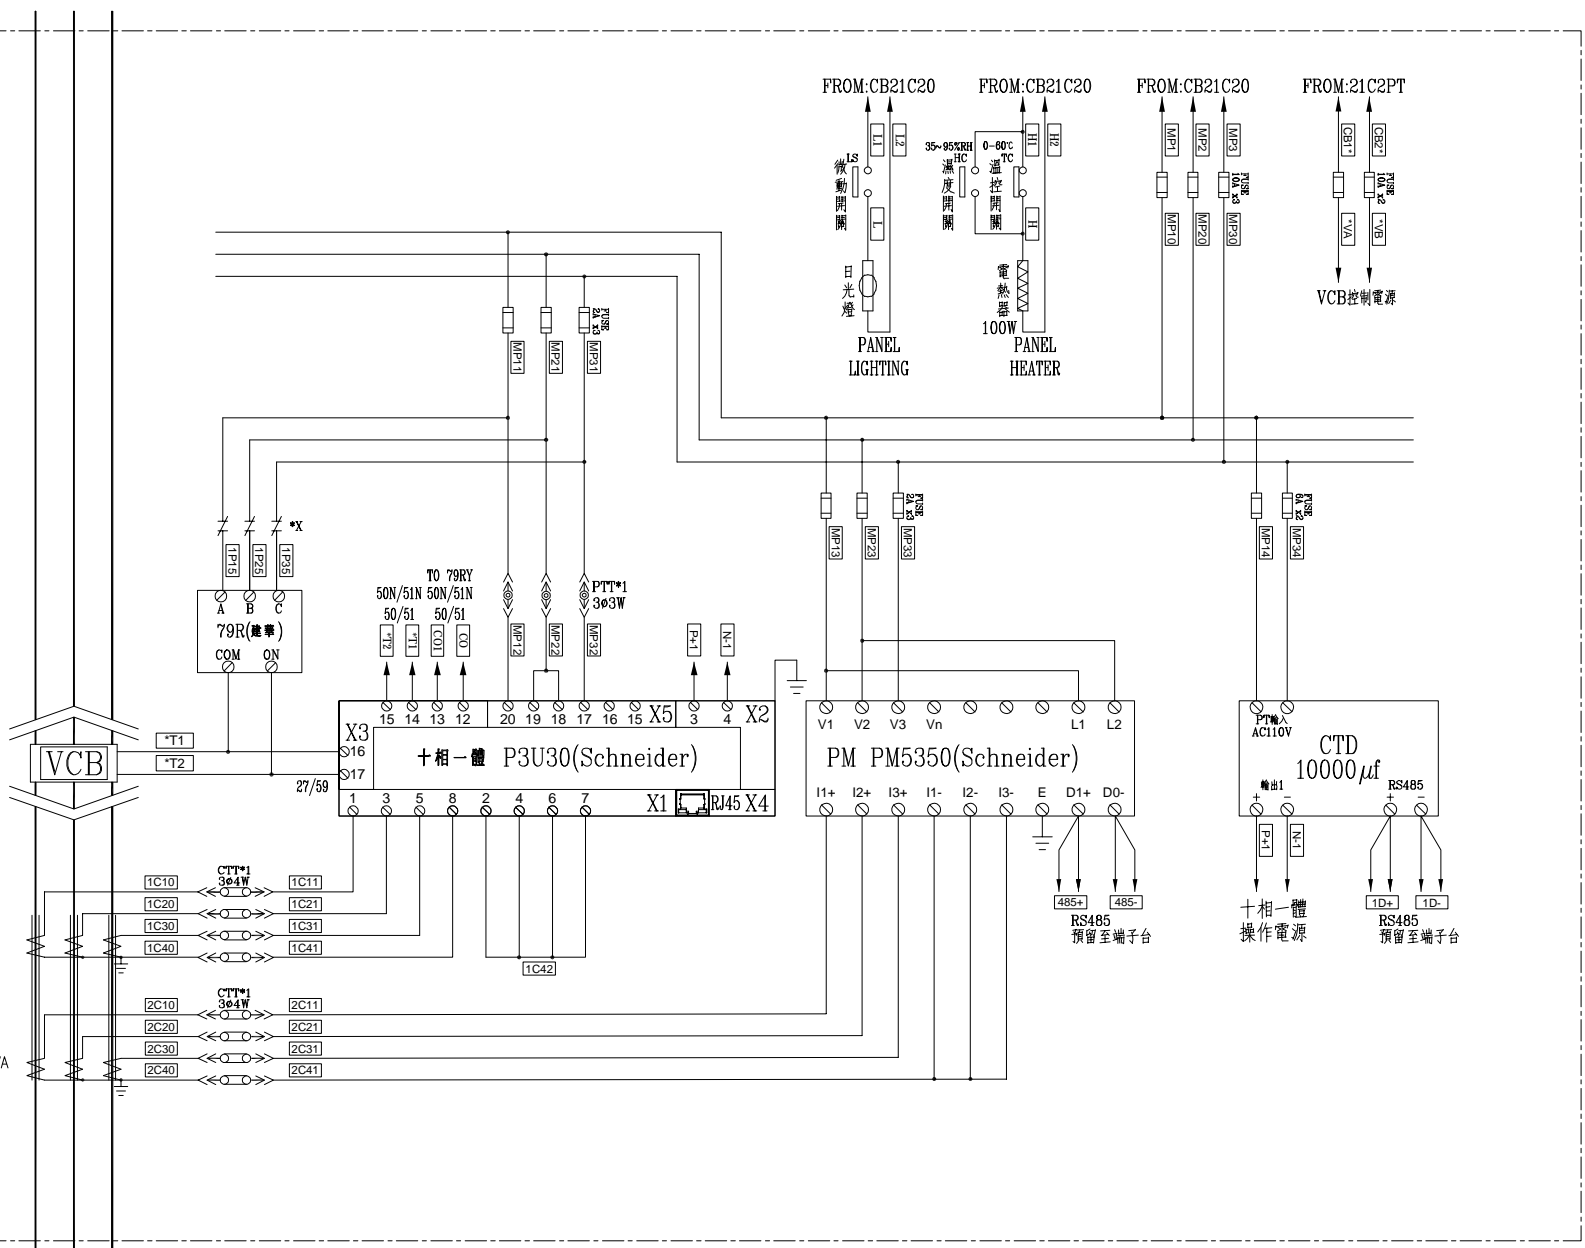 FROM:CB21C20
FROM:CB21C20
FROM:CB21C20
FROM:21C2PT
L1
L2
LS
微動開關
L
日光燈
PANEL
LIGHTING
35~95%RH
HC
濕度開關
0-60℃
TC
溫控開關
H1
H2
H
電熱器
100W
PANEL
HEATER
MP1
MP2
MP3
FUSE
10A x3
MP10
MP20
MP30
CB1*
CB2*
FUSE
10A x2
*VA
*VB
VCB控制電源
FUSE
2A x3
MP11
MP21
MP31
*X
1P15
1P25
1P35
A
B
C
79R(建華)
COM
ON
TO 79RY
50N/51N
50N/51N
50/51
50/51
*T2
*T1
CO1
CO
PTT*1
3ø3W
MP12
MP22
MP32
P+1
N-1
FUSE
2A x3
MP13
MP23
MP33
FUSE
6A x2
MP14
MP34
VCB
*T1
*T2
15
14
13
12
20
19
18
17
16
15
X5
3
4
X2
X3
16
17
27/59
十相一體 P3U30(Schneider)
1
3
5
8
2
4
6
7
X1
RJ45
X4
V1
V2
V3
Vn
L1
L2
PM PM5350(Schneider)
I1+
I2+
I3+
I1-
I2-
I3-
E
D1+
D0-
485+
485-
RS485
預留至端子台
PT輸入
AC110V
CTD
10000μf
輸出1
RS485
+
-
+
-
P+1
N-1
十相一體
操作電源
1D+
1D-
RS485
預留至端子台
CTT*1
3ø4W
1C10
1C11
1C20
1C21
1C30
1C31
1C40
1C41
1C42
CTT*1
3ø4W
2C10
2C11
2C20
2C21
2C30
2C31
2C40
2C41